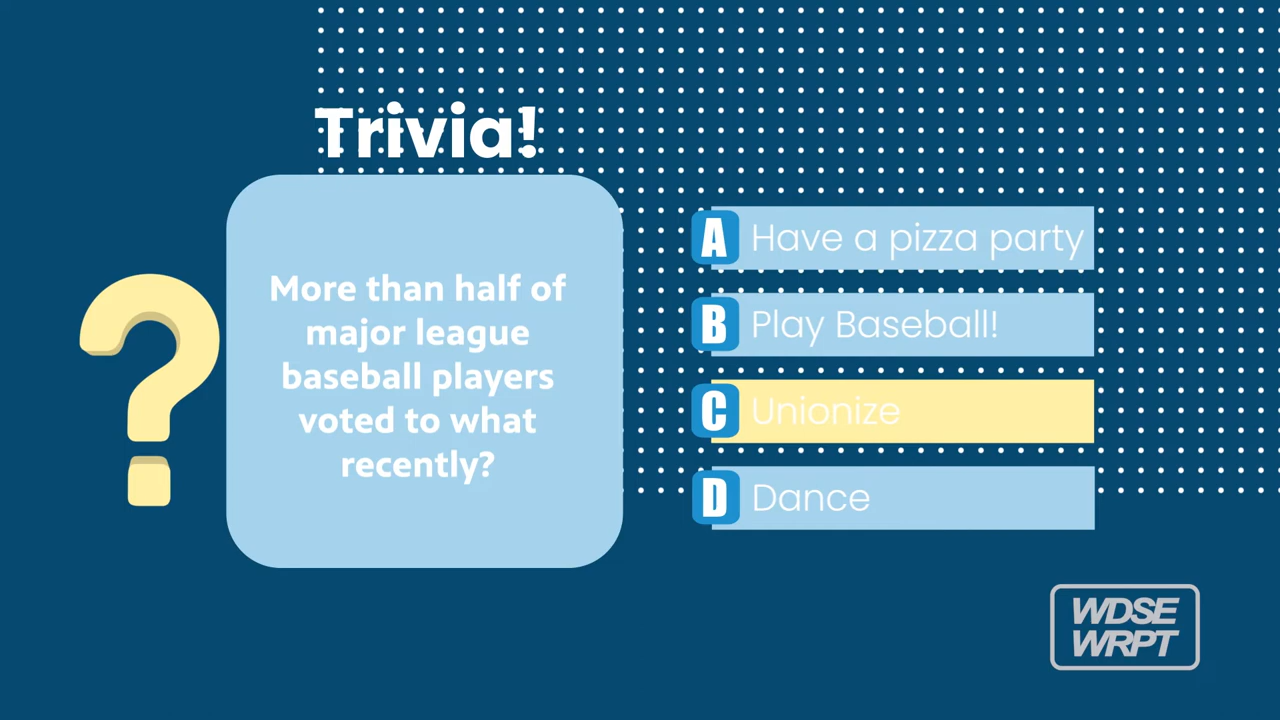 Trivia!
More than half of
major league
baseball players
voted to what
recently?
A Have a pizza party
B Play Baseball!
C Unionize
D Dance
WDSE
WRPT